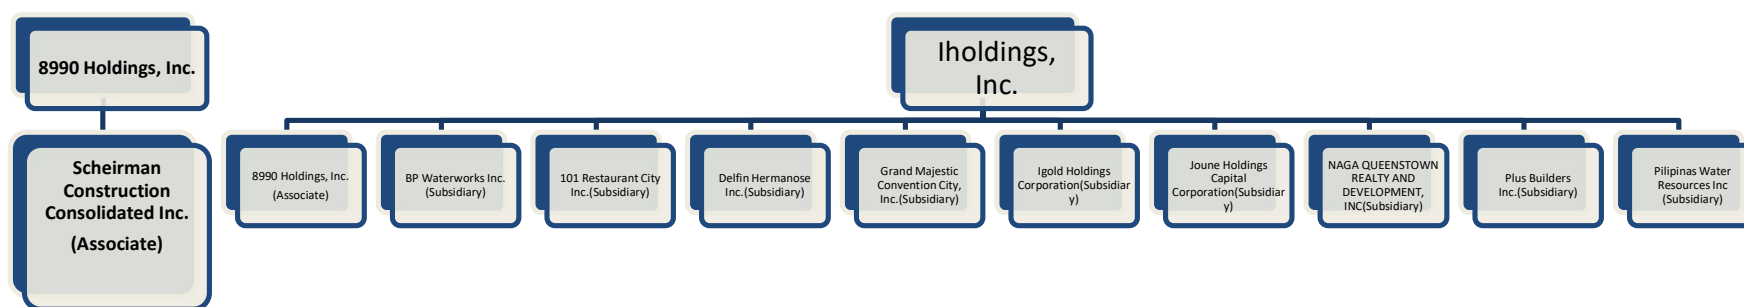 8990 Holdings, Inc.
Iholdings,
Inc.
Scheirman
Construction
Consolidated Inc.
(Associate)
8990 Holdings, Inc.
(Associate)
BP Waterworks Inc.
(Subsidiary)
101 Restaurant City
Inc.(Subsidiary)
Delfin Hermanose
Inc.(Subsidiary)
Grand Majestic
Convention City,
Inc.(Subsidiary)
Igold Holdings
Corporation(Subsidiar
y)
Joune Holdings
Capital
Corporation(Subsidiar
y)
NAGA QUEENSTOWN
REALTY AND
DEVELOPMENT,
INC(Subsidiary)
Plus Builders
Inc.(Subsidiary)
Pilipinas Water
Resources Inc
(Subsidiary)